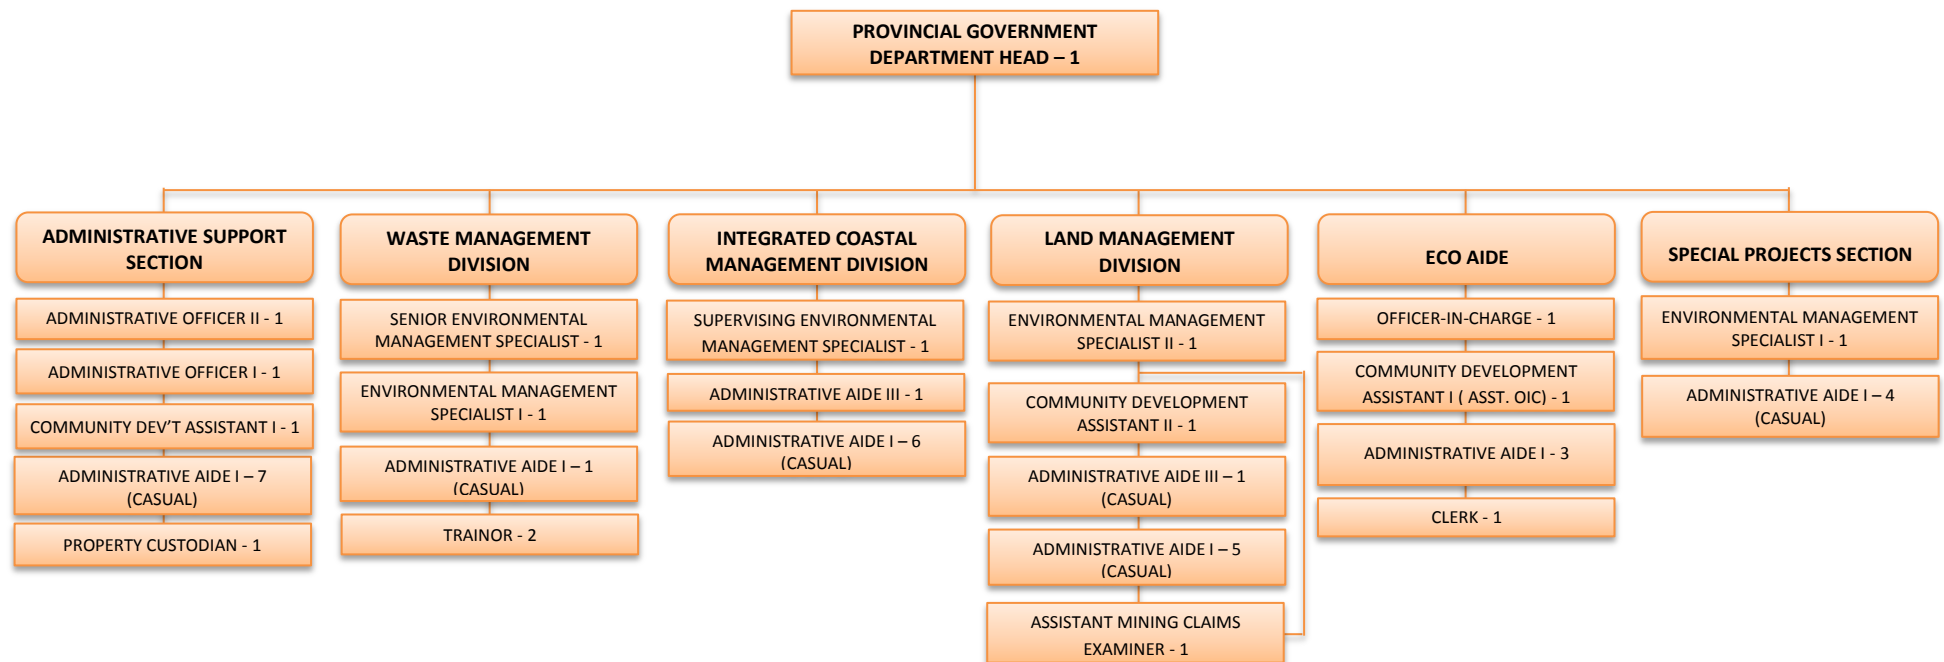 PROVINCIAL GOVERNMENT
DEPARTMENT HEAD – 1
ADMINISTRATIVE SUPPORT
SECTION
ADMINISTRATIVE OFFICER II - 1
ADMINISTRATIVE OFFICER I - 1
COMMUNITY DEV'T ASSISTANT I - 1
ADMINISTRATIVE AIDE I – 7
(CASUAL)
PROPERTY CUSTODIAN - 1
WASTE MANAGEMENT
DIVISION
SENIOR ENVIRONMENTAL
MANAGEMENT SPECIALIST - 1
ENVIRONMENTAL MANAGEMENT
SPECIALIST I - 1
ADMINISTRATIVE AIDE I – 1
(CASUAL)
TRAINOR - 2
INTEGRATED COASTAL
MANAGEMENT DIVISION
SUPERVISING ENVIRONMENTAL
MANAGEMENT SPECIALIST - 1
ADMINISTRATIVE AIDE III - 1
ADMINISTRATIVE AIDE I – 6
(CASUAL)
LAND MANAGEMENT
DIVISION
ENVIRONMENTAL MANAGEMENT
SPECIALIST II - 1
COMMUNITY DEVELOPMENT
ASSISTANT II - 1
ADMINISTRATIVE AIDE III – 1
(CASUAL)
ADMINISTRATIVE AIDE I – 5
(CASUAL)
ASSISTANT MINING CLAIMS
EXAMINER - 1
ECO AIDE
OFFICER-IN-CHARGE - 1
COMMUNITY DEVELOPMENT
ASSISTANT I ( ASST. OIC) - 1
ADMINISTRATIVE AIDE I - 3
CLERK - 1
SPECIAL PROJECTS SECTION
ENVIRONMENTAL MANAGEMENT
SPECIALIST I - 1
ADMINISTRATIVE AIDE I – 4
(CASUAL)